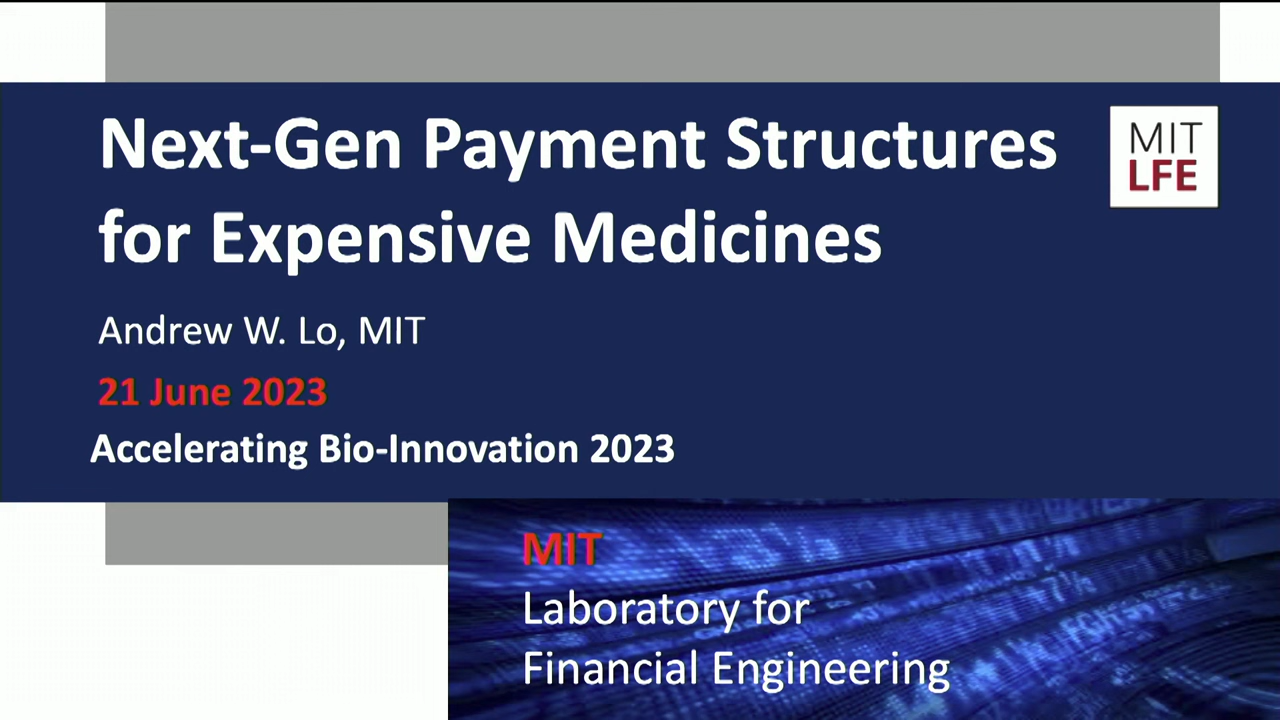 Next-Gen Payment Structures
for Expensive Medicines
MIT
LFE
Andrew W. Lo, MIT
21 June 2023
Accelerating Bio-Innovation 2023
MIT
Laboratory for
Financial Engineering